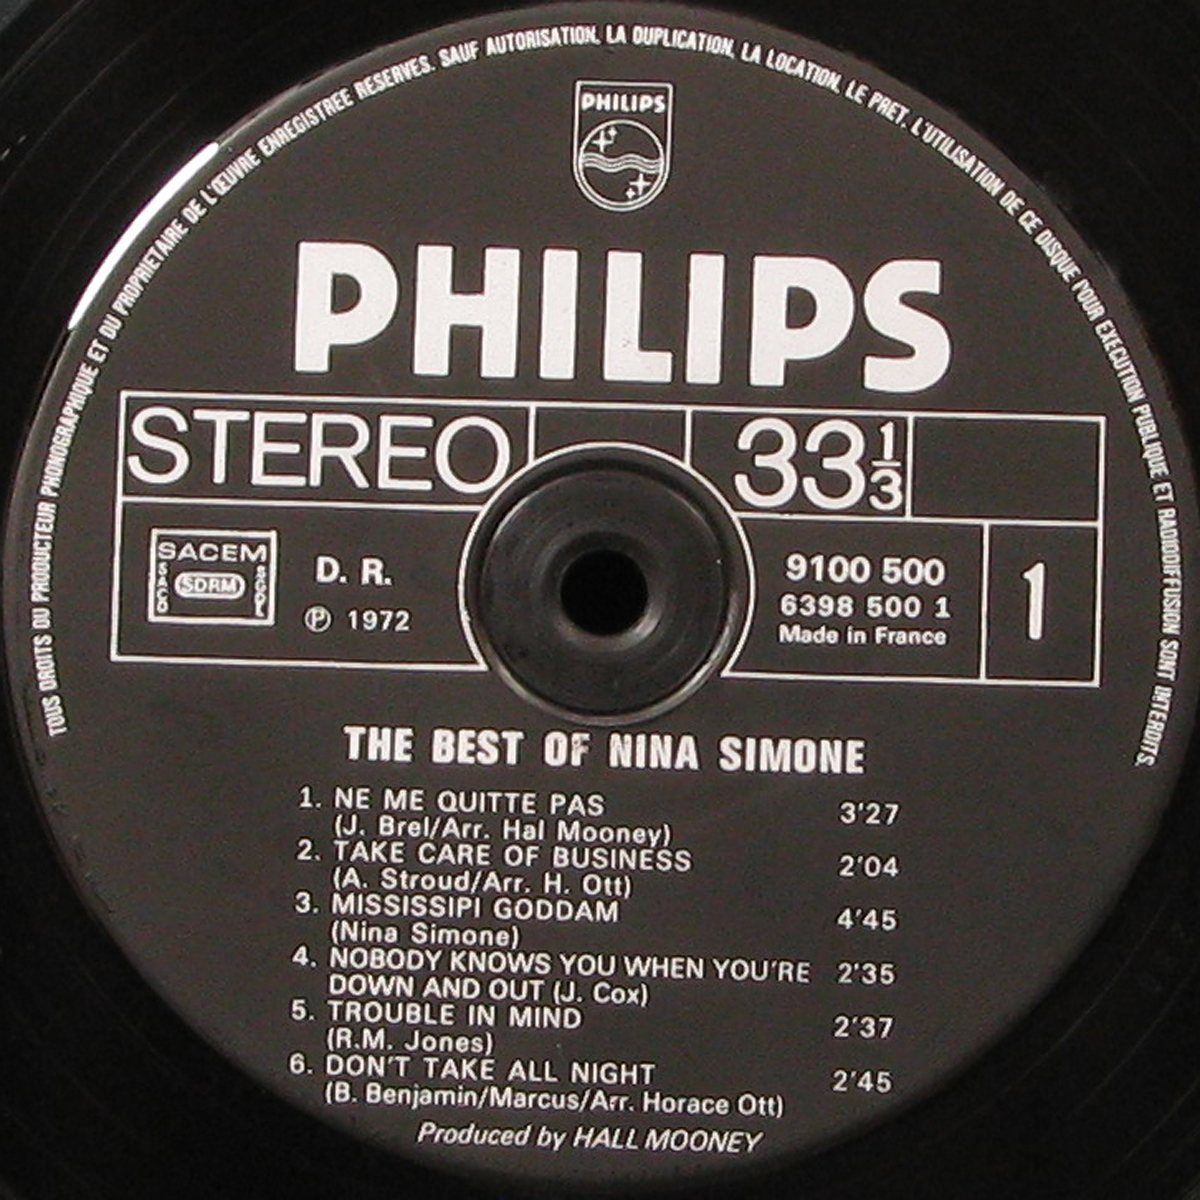 TOUS DROITS DU PRODUCTEUR PHONOGRAPHIQUE ET DU PROPRIETAIRE DE L'ŒUVRE ENREGISTREE RESERVES. SAUF AUTORISATION, LA DUPLICATION, LA LOCATION, LE PRET, L'UTILISATION DE CE DISQUE POUR EXECUTION PUBLIQUE ET RADIODIFFUSION SONT INTERDITS.
PHILIPS
PHILIPS
STEREO
33 1/3
SACEM
SACD SDRM SGDL
D. R.
℗ 1972
9100 500
6398 500 1
Made in France
1
THE BEST OF NINA SIMONE
1. NE ME QUITTE PAS 3'27
(J. Brel/Arr. Hal Mooney)
2. TAKE CARE OF BUSINESS 2'04
(A. Stroud/Arr. H. Ott)
3. MISSISSIPI GODDAM 4'45
(Nina Simone)
4. NOBODY KNOWS YOU WHEN YOU'RE 2'35
DOWN AND OUT (J. Cox)
5. TROUBLE IN MIND 2'37
(R.M. Jones)
6. DON'T TAKE ALL NIGHT 2'45
(B. Benjamin/Marcus/Arr. Horace Ott)
Produced by HALL MOONEY